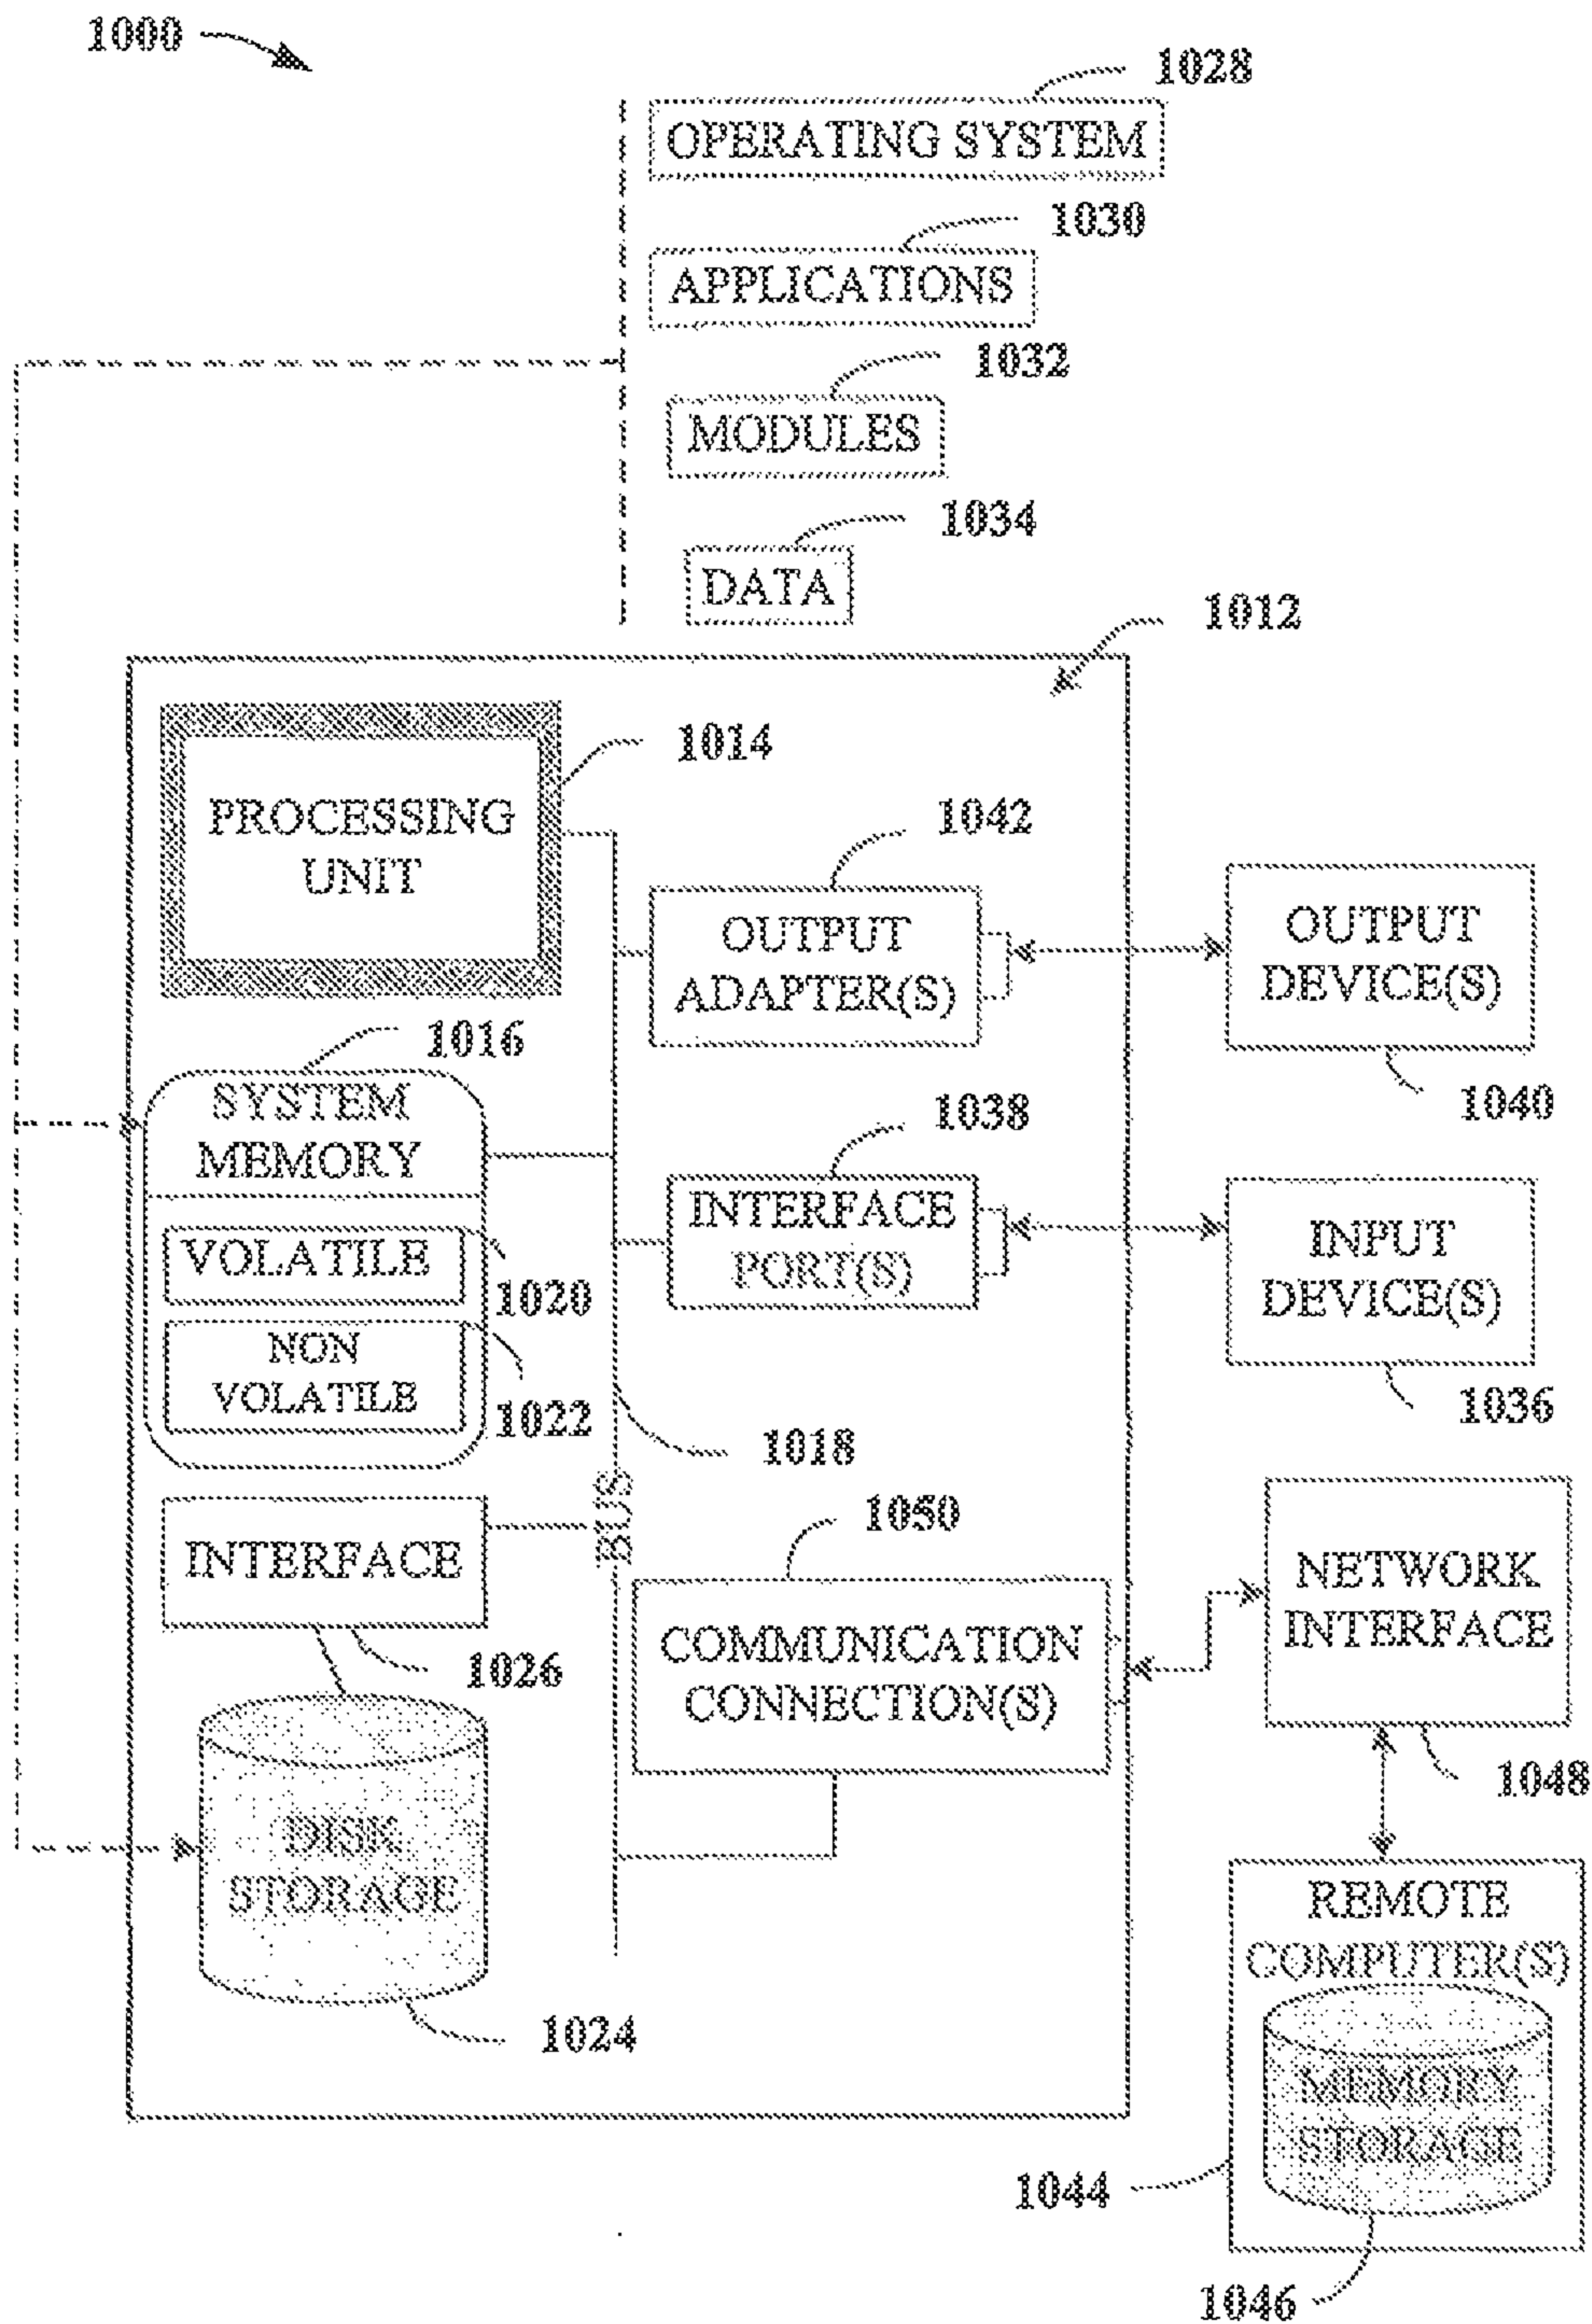 1000
1028
OPERATING SYSTEM
1030
APPLICATIONS
1032
MODULES
1034
DATA
1012
1014
PROCESSING
UNIT
1042
OUTPUT
ADAPTER(S)
OUTPUT
DEVICE(S)
1040
1016
SYSTEM
MEMORY
1038
INTERFACE
PORT(S)
INPUT
DEVICE(S)
1036
VOLATILE
1020
NON
VOLATILE
1022
1018
BUS
1050
INTERFACE
1026
COMMUNICATION
CONNECTION(S)
NETWORK
INTERFACE
1048
DISK
STORAGE
1024
REMOTE
COMPUTER(S)
MEMORY
STORAGE
1044
1046